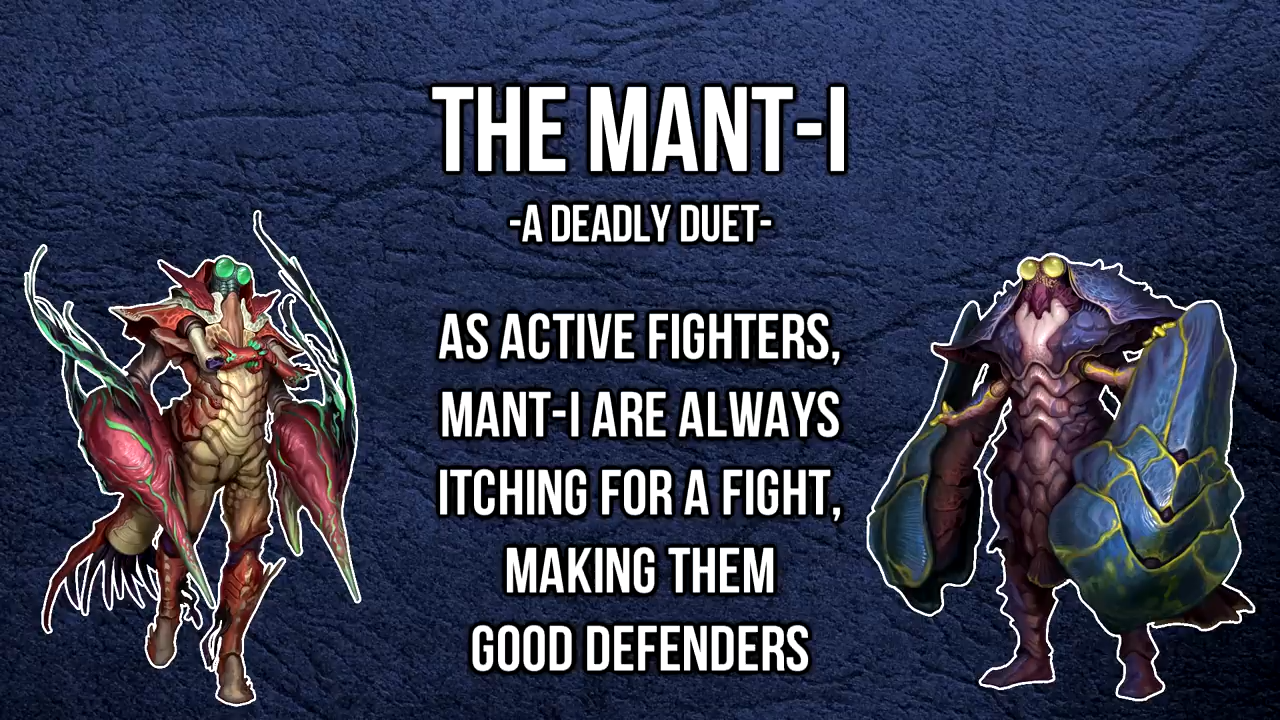 THE MANT-I
-A DEADLY DUET-
AS ACTIVE FIGHTERS,
MANT-I ARE ALWAYS
ITCHING FOR A FIGHT,
MAKING THEM
GOOD DEFENDERS